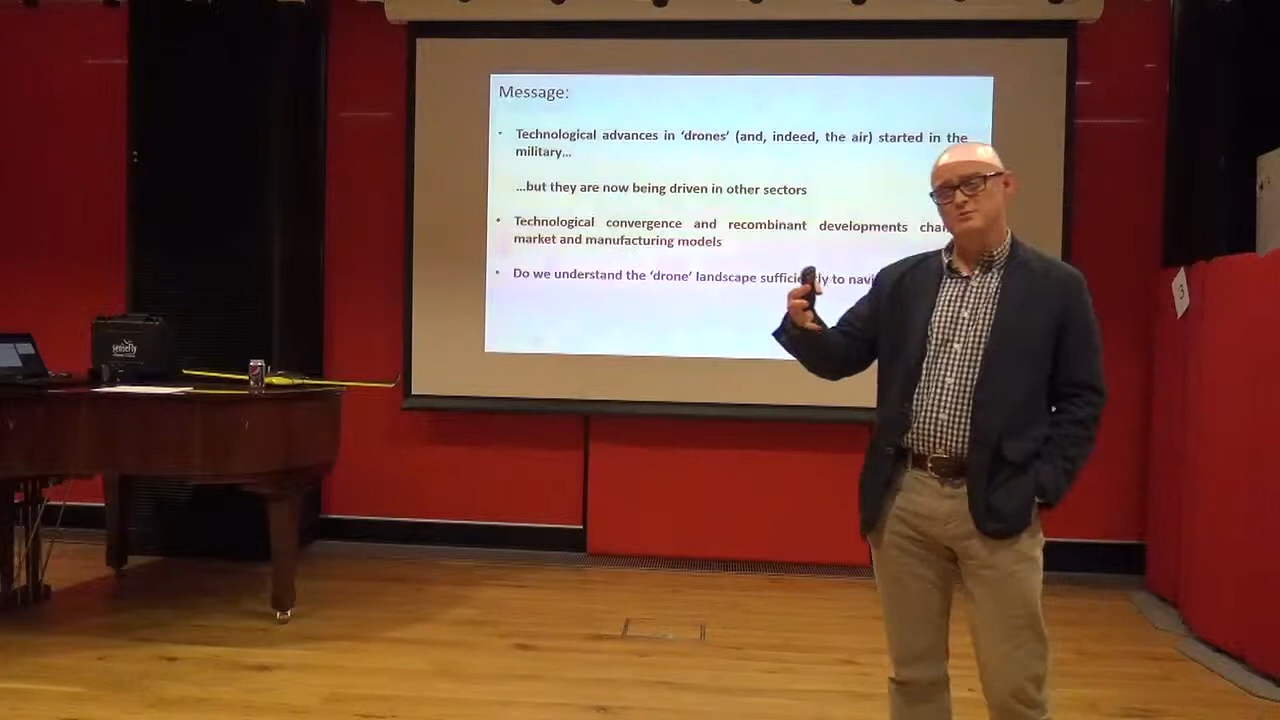 Message:
Technological advances in ‘drones’ (and, indeed, the air) started in the
military…
…but they are now being driven in other sectors
Technological convergence and recombinant developments
market and manufacturing models
Do we understand the ‘drone’ landscape to
senseFly
pepsi
3